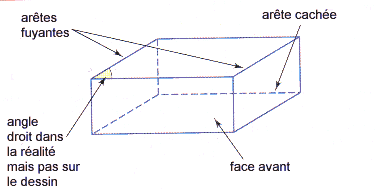 arêtes
fuyantes
arête cachée
angle
droit dans
la réalité
mais pas sur
le dessin
face avant